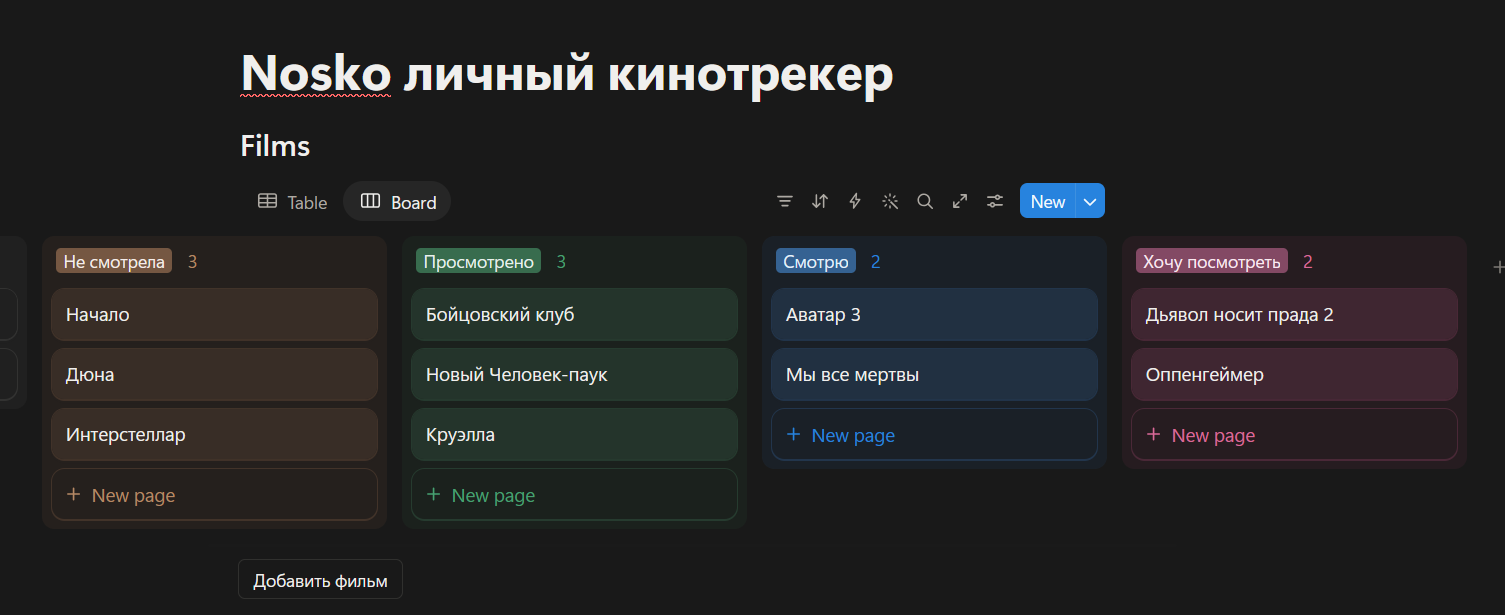 Nosko личный кинотрекер
Films
Table
Board
New
Не смотрела 3
Начало
Дюна
Интерстеллар
+ New page
Просмотрено 3
Бойцовский клуб
Новый Человек-паук
Круэлла
+ New page
Смотрю 2
Аватар 3
Мы все мертвы
+ New page
Хочу посмотреть 2
Дьявол носит прада 2
Оппенгеймер
+ New page
Добавить фильм